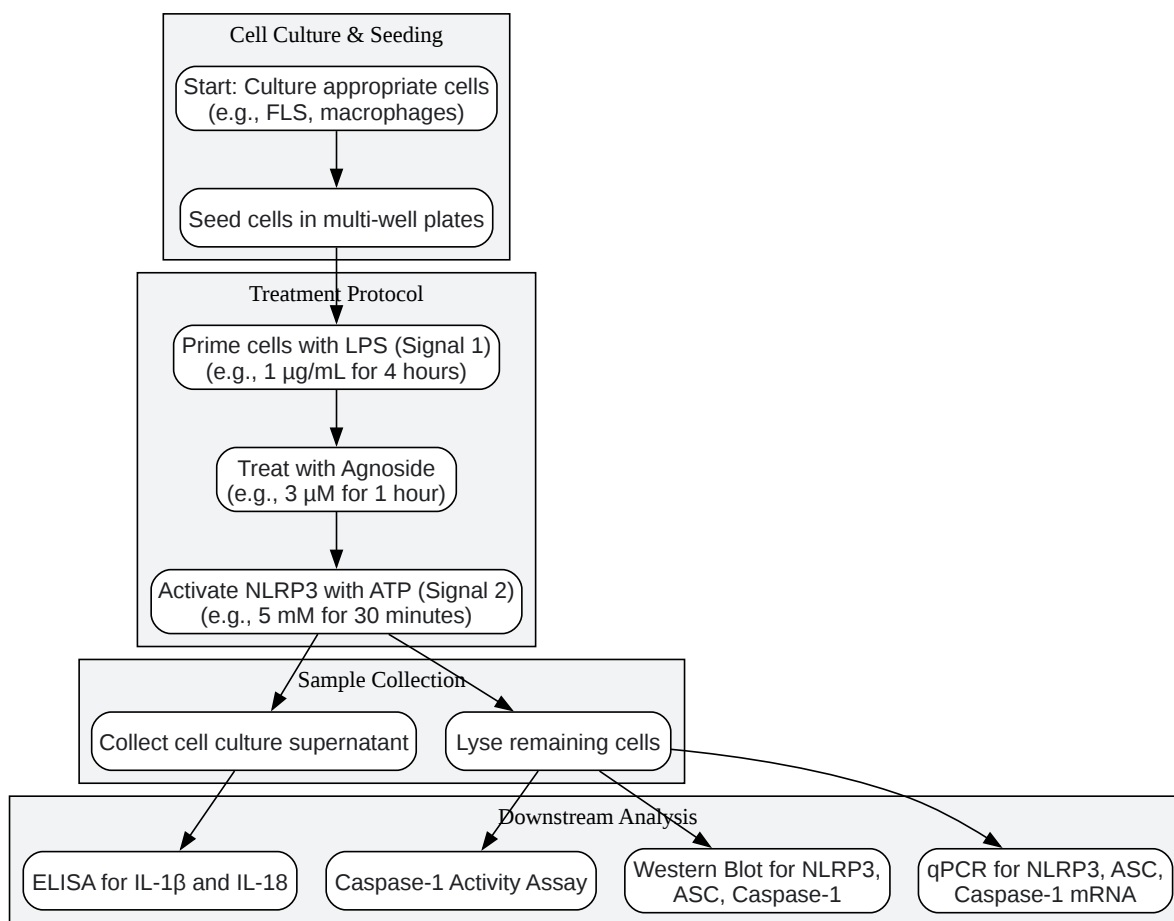 Cell Culture & Seeding
Start: Culture appropriate cells
(e.g., FLS, macrophages)
Seed cells in multi-well plates
Treatment Protocol
Prime cells with LPS (Signal 1)
(e.g., 1 µg/mL for 4 hours)
Treat with Agnoside
(e.g., 3 µM for 1 hour)
Activate NLRP3 with ATP (Signal 2)
(e.g., 5 mM for 30 minutes)
Sample Collection
Collect cell culture supernatant
Lyse remaining cells
Downstream Analysis
ELISA for IL-1β and IL-18
Caspase-1 Activity Assay
Western Blot for NLRP3,
ASC, Caspase-1
qPCR for NLRP3, ASC,
Caspase-1 mRNA